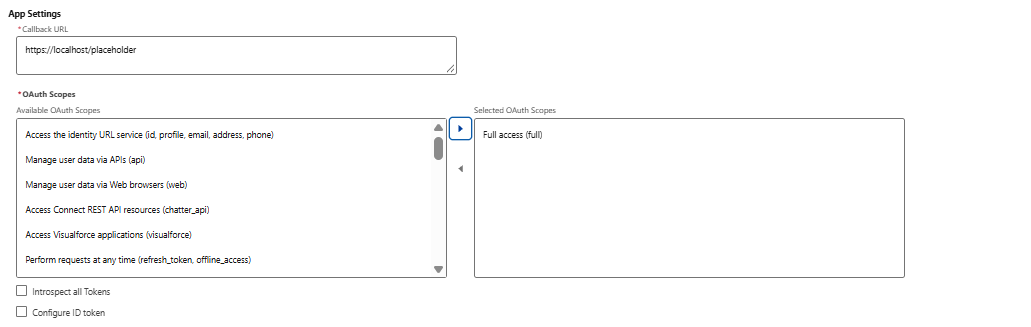 App Settings
*Callback URL
https://localhost/placeholder
*OAuth Scopes
Available OAuth Scopes
Selected OAuth Scopes
Access the identity URL service (id, profile, email, address, phone)
Manage user data via APIs (api)
Manage user data via Web browsers (web)
Access Connect REST API resources (chatter_api)
Access Visualforce applications (visualforce)
Perform requests at any time (refresh_token, offline_access)
Full access (full)
Introspect all Tokens
Configure ID token